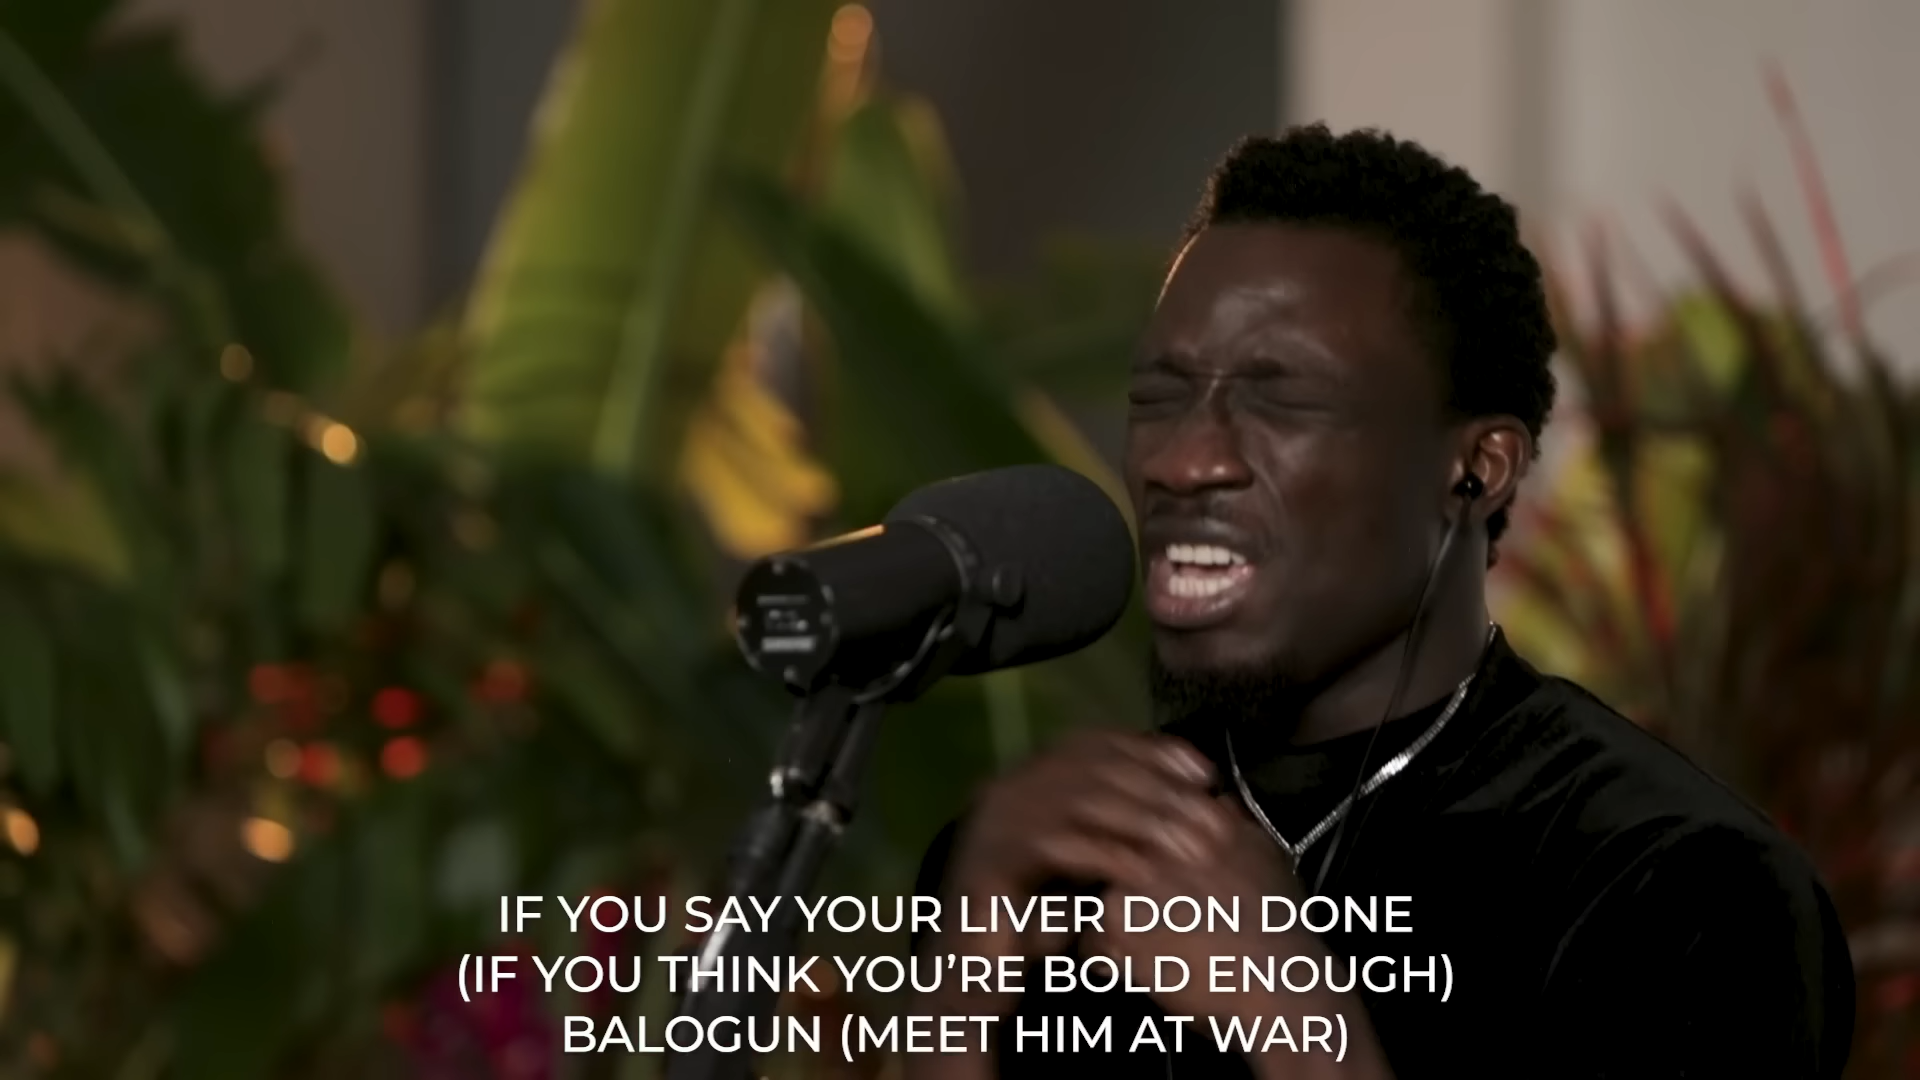 IF YOU SAY YOUR LIVER DON DONE
(IF YOU THINK YOU’RE BOLD ENOUGH)
BALOGUN (MEET HIM AT WAR)